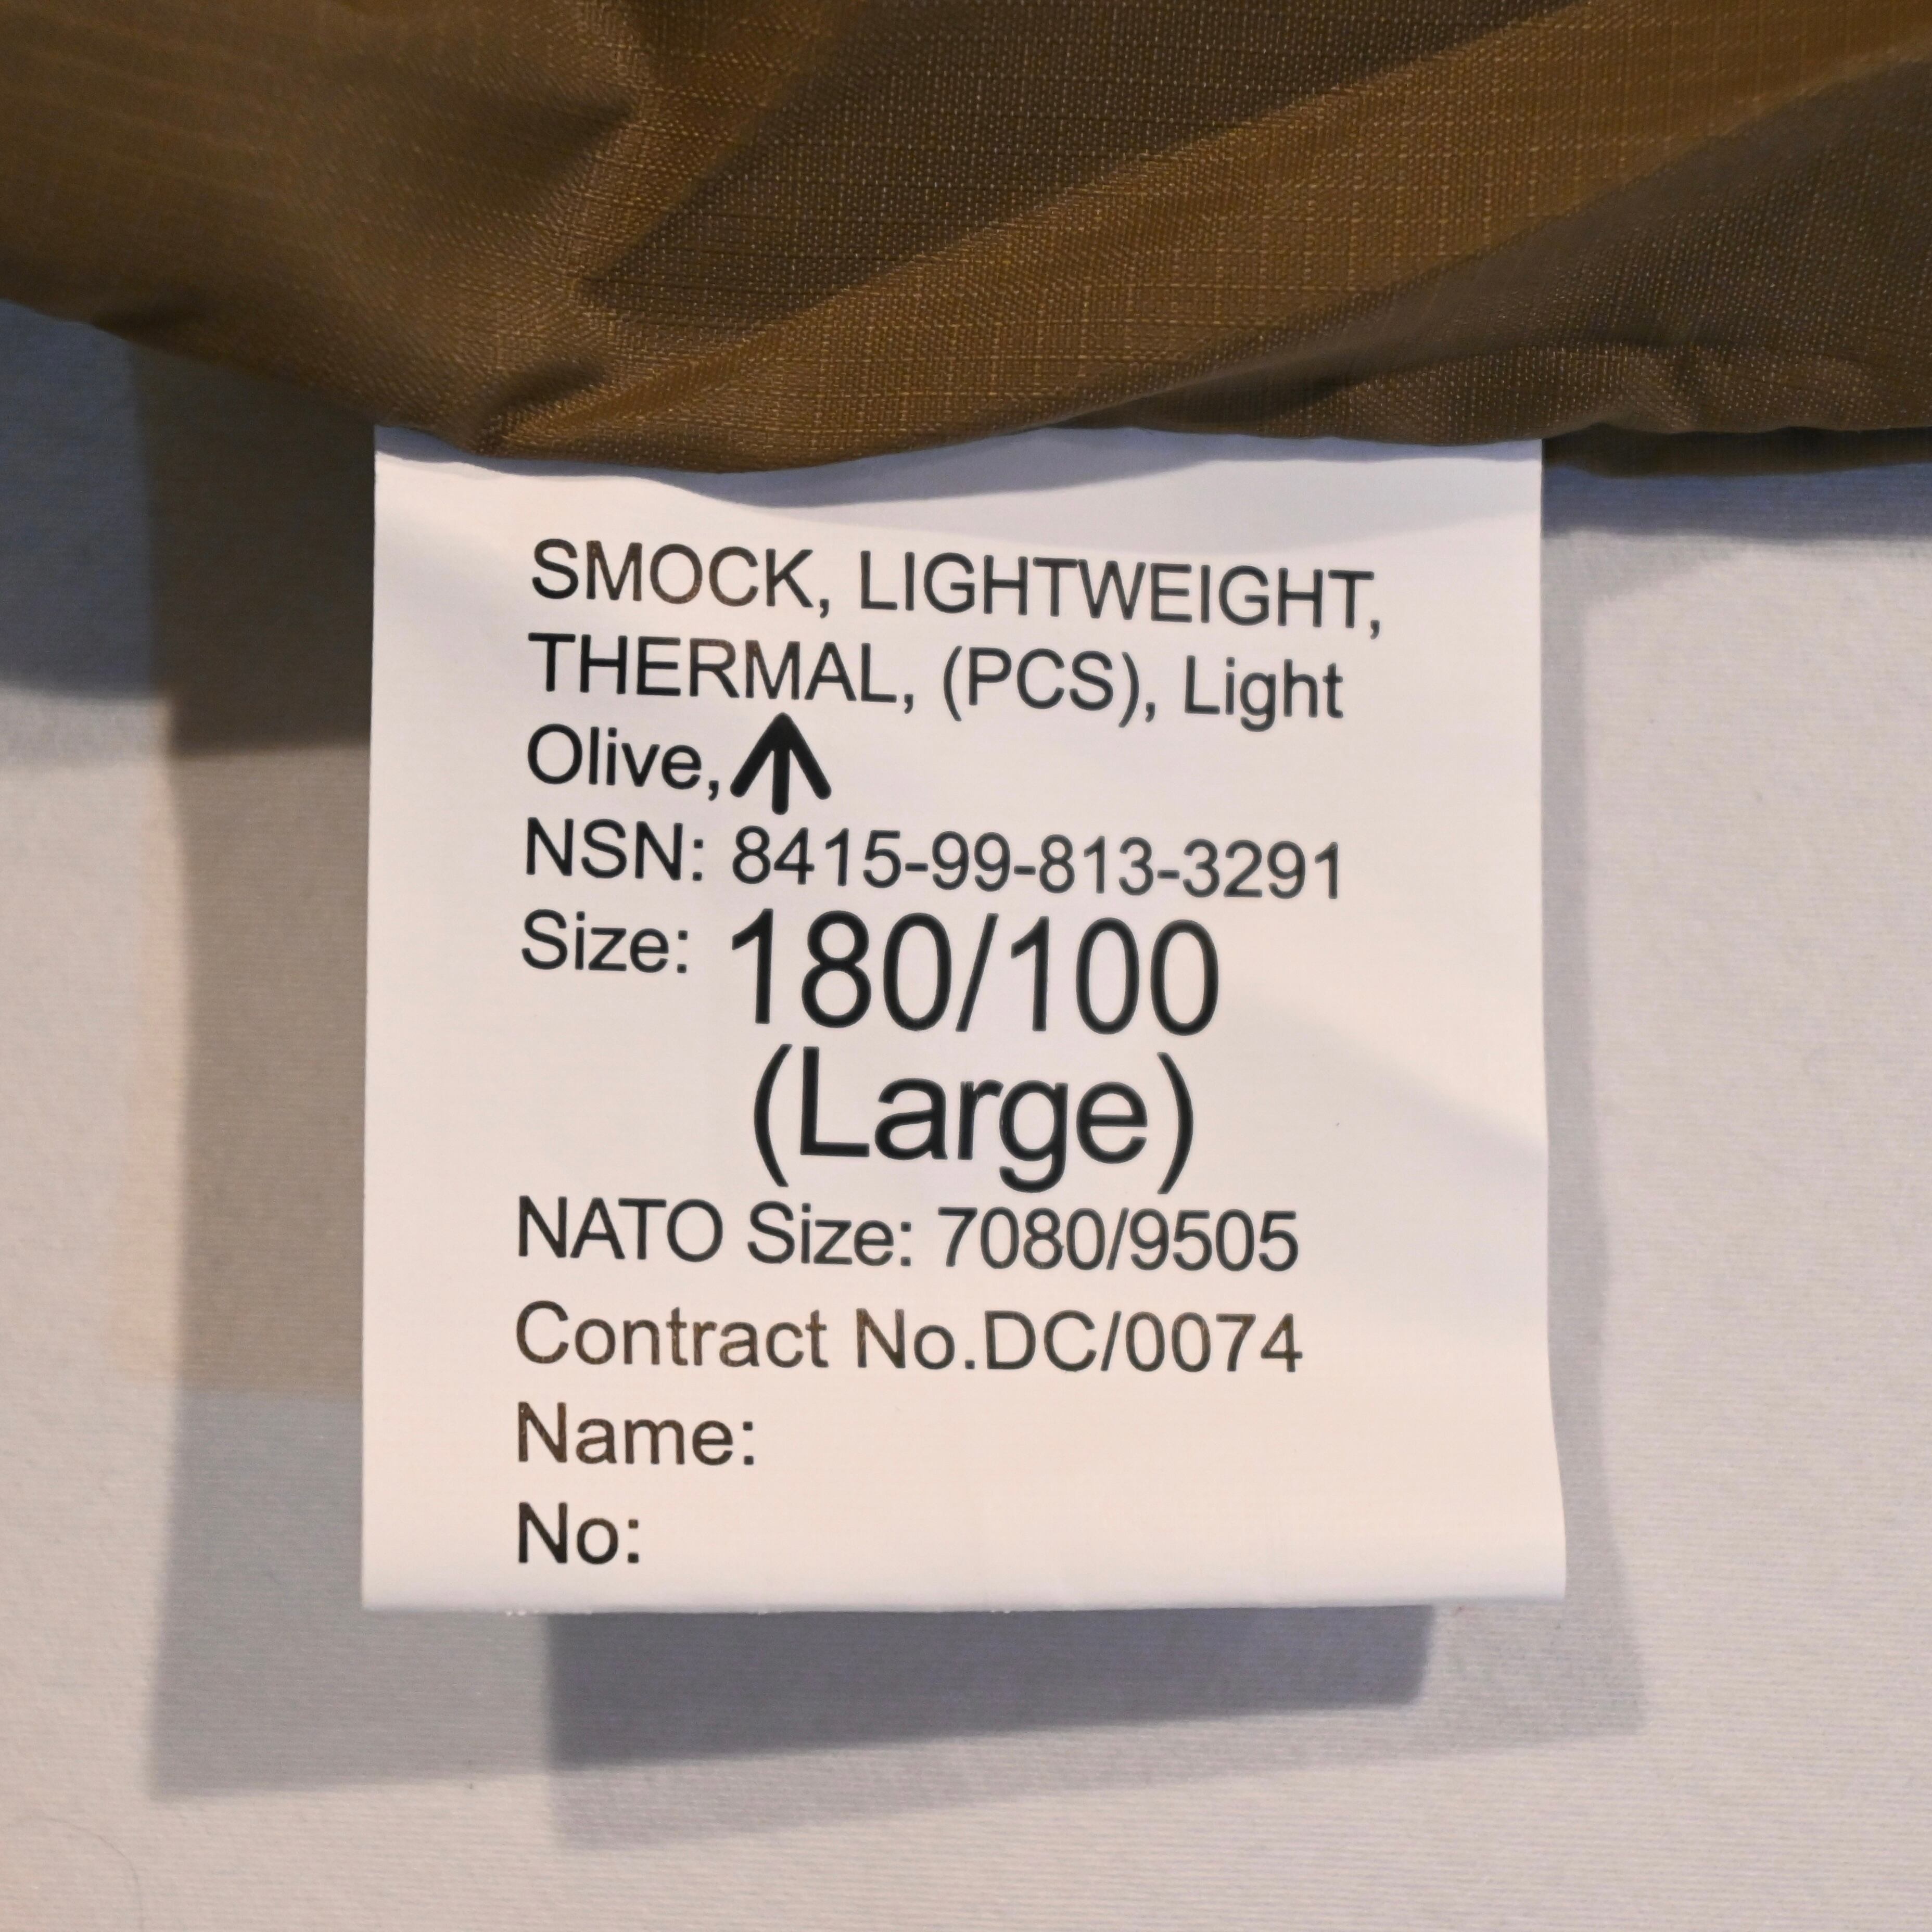 SMOCK, LIGHTWEIGHT,
THERMAL, (PCS), Light
Olive,
NSN: 8415-99-813-3291
Size: 180/100
(Large)
NATO Size: 7080/9505
Contract No.DC/0074
Name:
No: